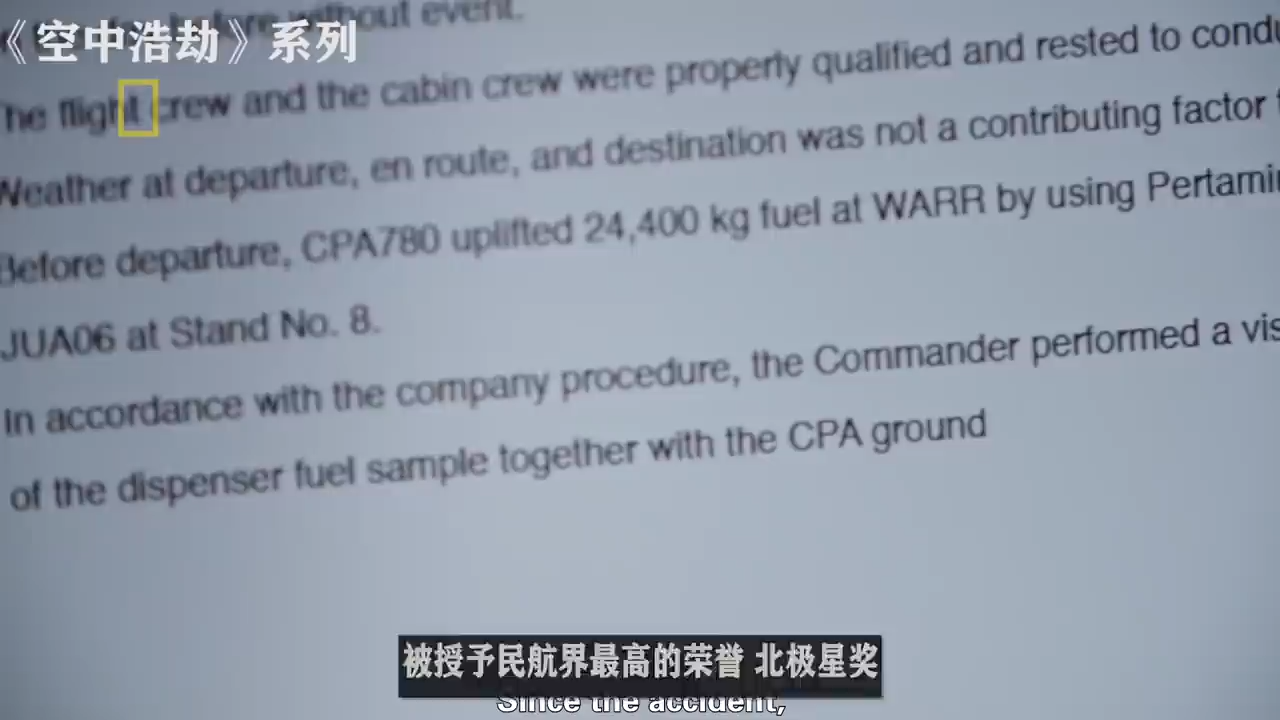 before without event.
《空中浩劫》系列
The flight crew and the cabin crew were properly qualified and rested to condu
Weather at departure, en route, and destination was not a contributing factor
Before departure, CPA780 uplifted 24,400 kg fuel at WARR by using Pertamin
JUA06 at Stand No. 8.
In accordance with the company procedure, the Commander performed a vis
of the dispenser fuel sample together with the CPA ground
被授予民航界最高的荣誉 北极星奖
Since the accident,